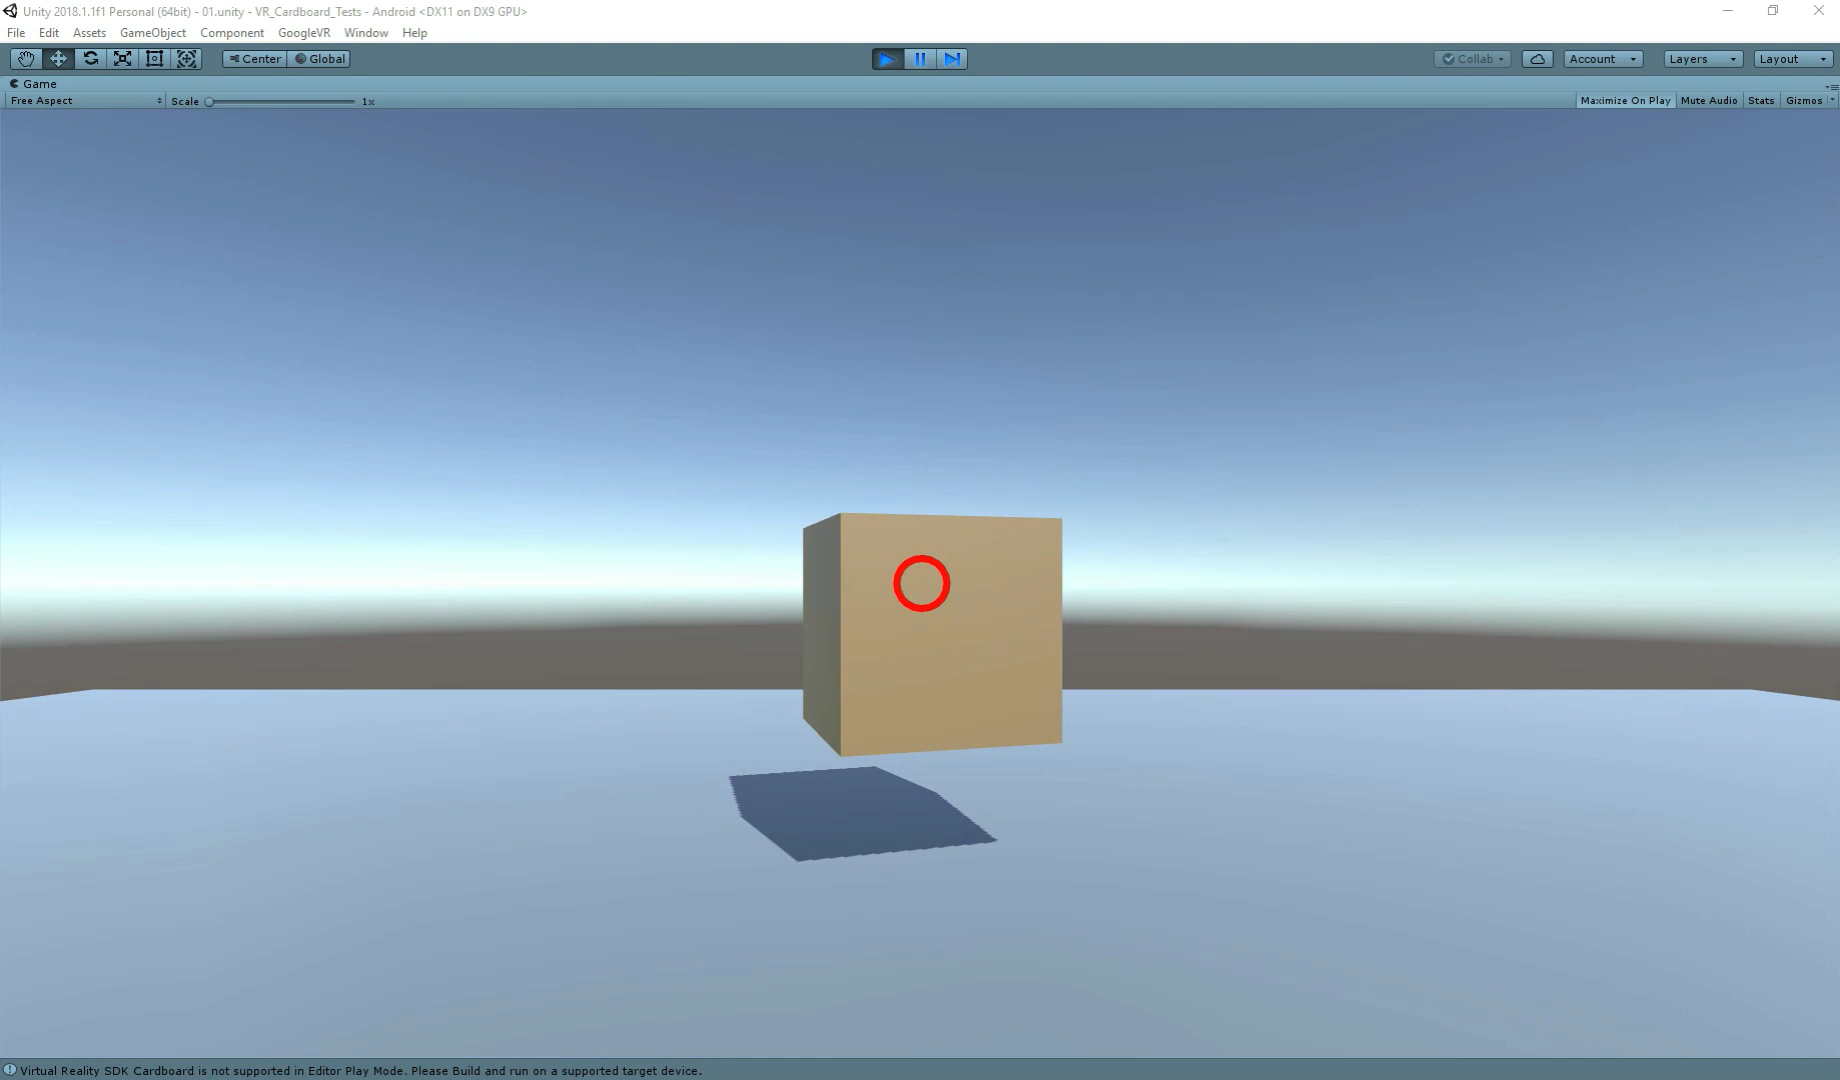 Unity 2018.1.1f1 Personal (64bit) - 01.unity - VR_Cardboard_Tests - Android <DX11 on DX9 GPU>
File Edit Assets GameObject Component GoogleVR Window Help
Center Global Collab Account Layers Layout
Game
Free Aspect Scale 1x Maximize On Play Mute Audio Stats Gizmos
Virtual Reality SDK Cardboard is not supported in Editor Play Mode. Please Build and run on a supported target device.